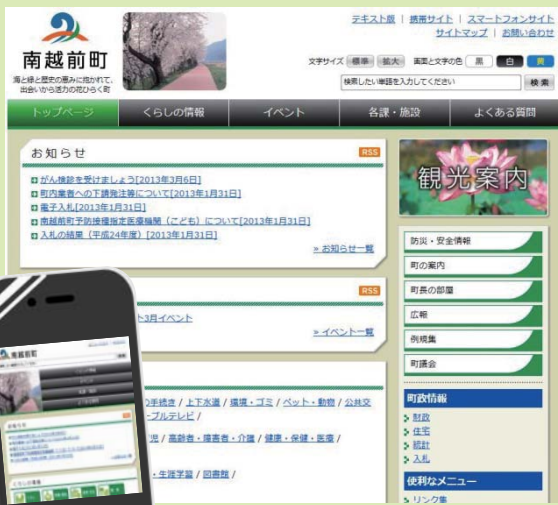 テキスト版 | 携帯サイト | スマートフォンサイト
サイトマップ | お問い合わせ
南越前町
海と緑と歴史の恵みに抱かれて、
出会いから活力の花ひらく町
文字サイズ 標準 拡大 画面と文字の色 黒 白 黄
検索したい単語を入力してください 検索
トップページ くらしの情報 イベント 各課・施設 よくある質問
お知らせ RSS
がん検診を受けましょう[2013年3月6日]
町内業者への下請発注等について[2013年1月31日]
電子入札[2013年1月31日]
南越前町予防接種指定医療機関（こども）について[2013年1月31日]
入札の結果（平成24年度）[2013年1月31日]
» お知らせ一覧
RSS
ト3月イベント
» イベント一覧
の手続き / 上下水道 / 環境・ゴミ / ペット・動物 / 公共交
ーブルテレビ /
児 / 高齢者・障害者・介護 / 健康・保健・医療 /
・生涯学習 / 図書館 /
観光案内
防災・安全情報
町の案内
町長の部屋
広報
例規集
町議会
町政情報
財政
住宅
統計
入札
便利なメニュー
リンク集
南越前町
お知らせ
くらしの情報